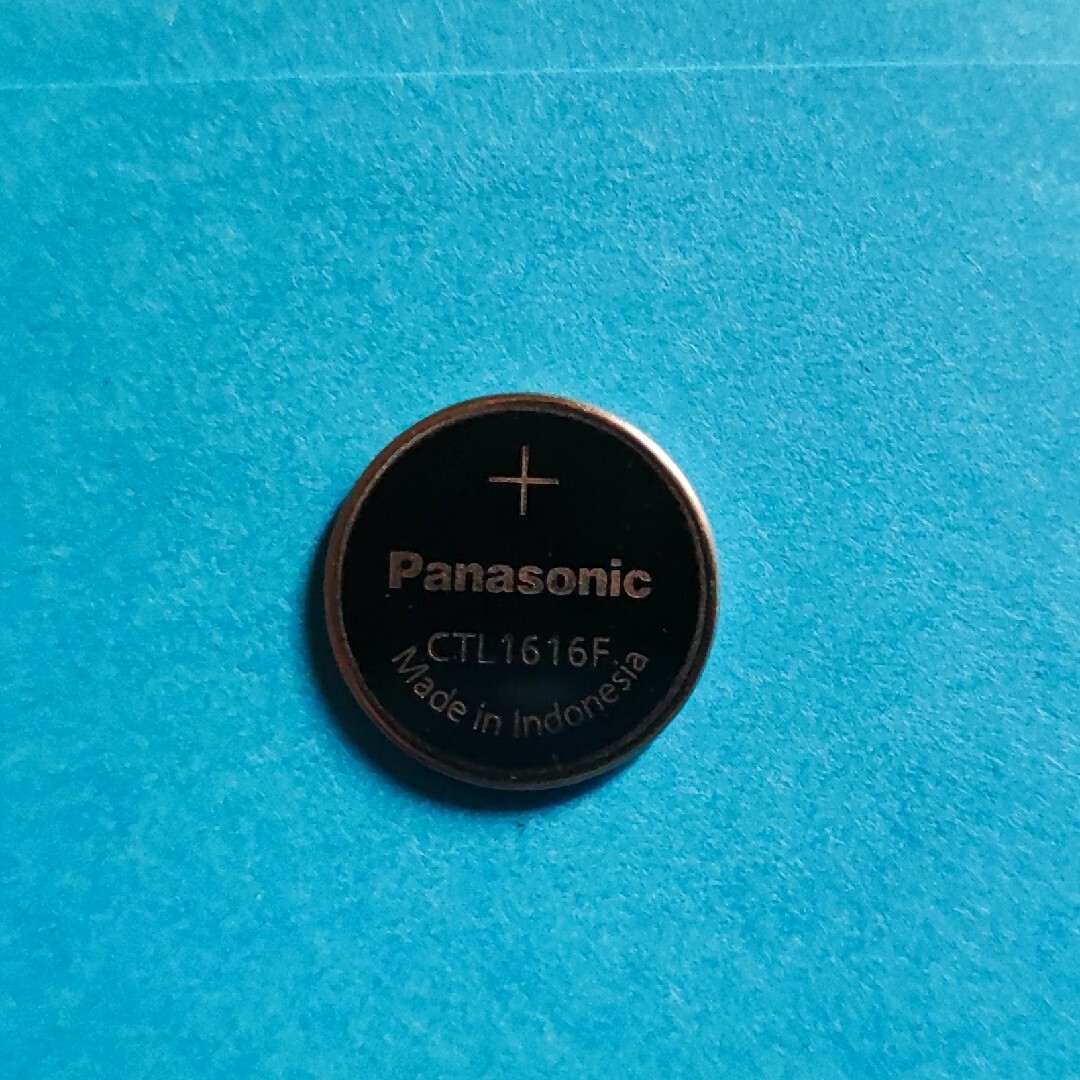 +
Panasonic
CTL1616F
Made in Indonesia